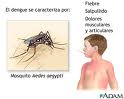 El dengue se caracteriza por:
Fiebre
Salpullido
Dolores
musculares
y articulares
Mosquito Aedes aegypti
ADAM.